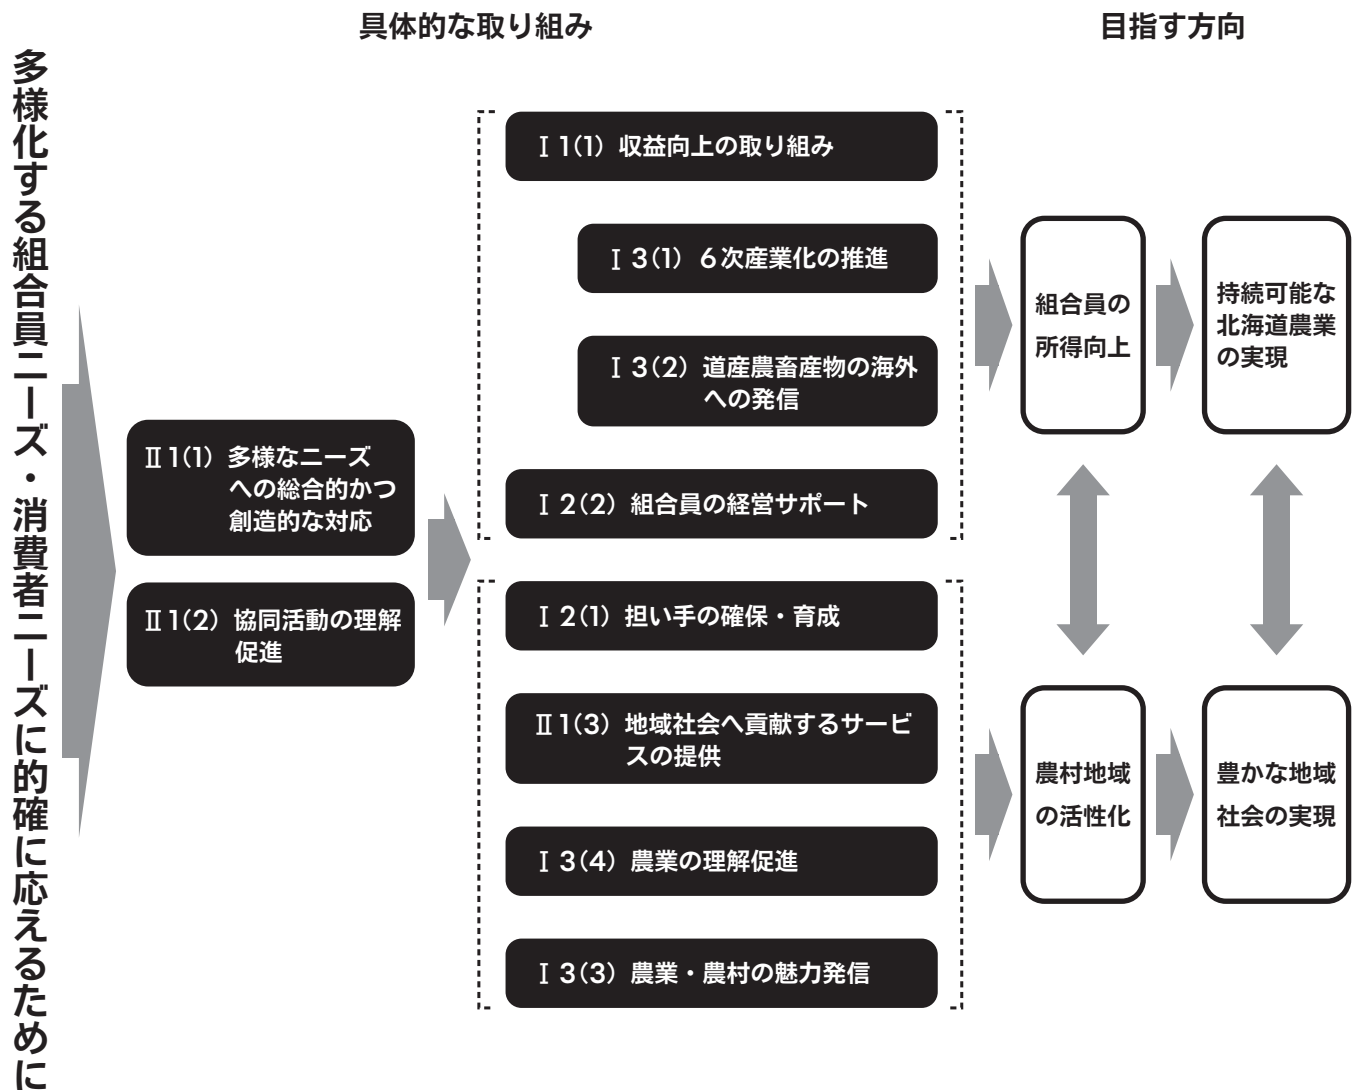 具体的な取り組み
目指す方向
多様化する組合員ニーズ・消費者ニーズに的確に応えるために
Ⅱ1(1) 多様なニーズ
への総合的かつ
創造的な対応
Ⅱ1(2) 協同活動の理解
促進
Ⅰ1(1) 収益向上の取り組み
Ⅰ3(1) 6次産業化の推進
Ⅰ3(2) 道産農畜産物の海外
への発信
Ⅰ2(2) 組合員の経営サポート
Ⅰ2(1) 担い手の確保・育成
Ⅱ1(3) 地域社会へ貢献するサービ
スの提供
Ⅰ3(4) 農業の理解促進
Ⅰ3(3) 農業・農村の魅力発信
組合員の
所得向上
持続可能な
北海道農業
の実現
農村地域
の活性化
豊かな地域
社会の実現